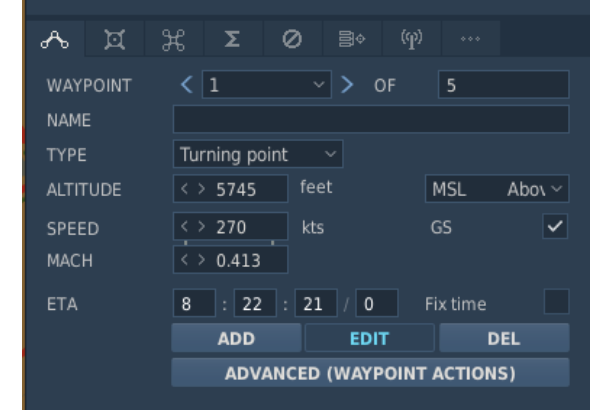 WAYPOINT < 1 > OF 5
NAME
TYPE Turning point
ALTITUDE < > 5745 feet MSL
SPEED < > 270 kts GS
MACH < > 0.413
ETA 8 : 22 : 21 / 0 Fix time
ADD EDIT DEL
ADVANCED (WAYPOINT ACTIONS)